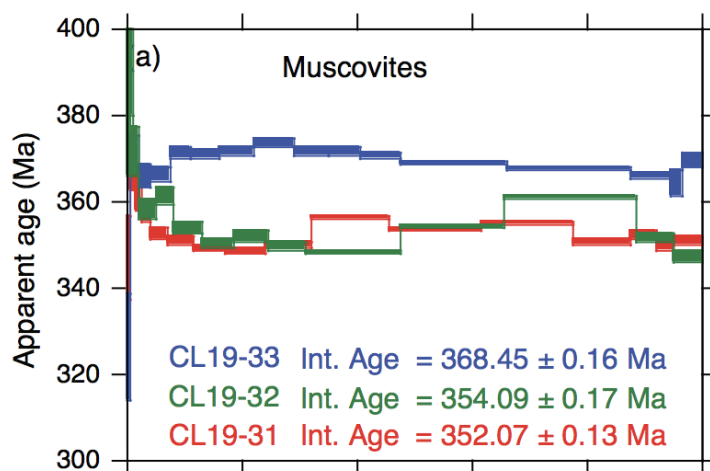 400
a)
Muscovites
380
Apparent age (Ma)
360
340
CL19-33 Int. Age = 368.45 ± 0.16 Ma
320
CL19-32 Int. Age = 354.09 ± 0.17 Ma
CL19-31 Int. Age = 352.07 ± 0.13 Ma
300